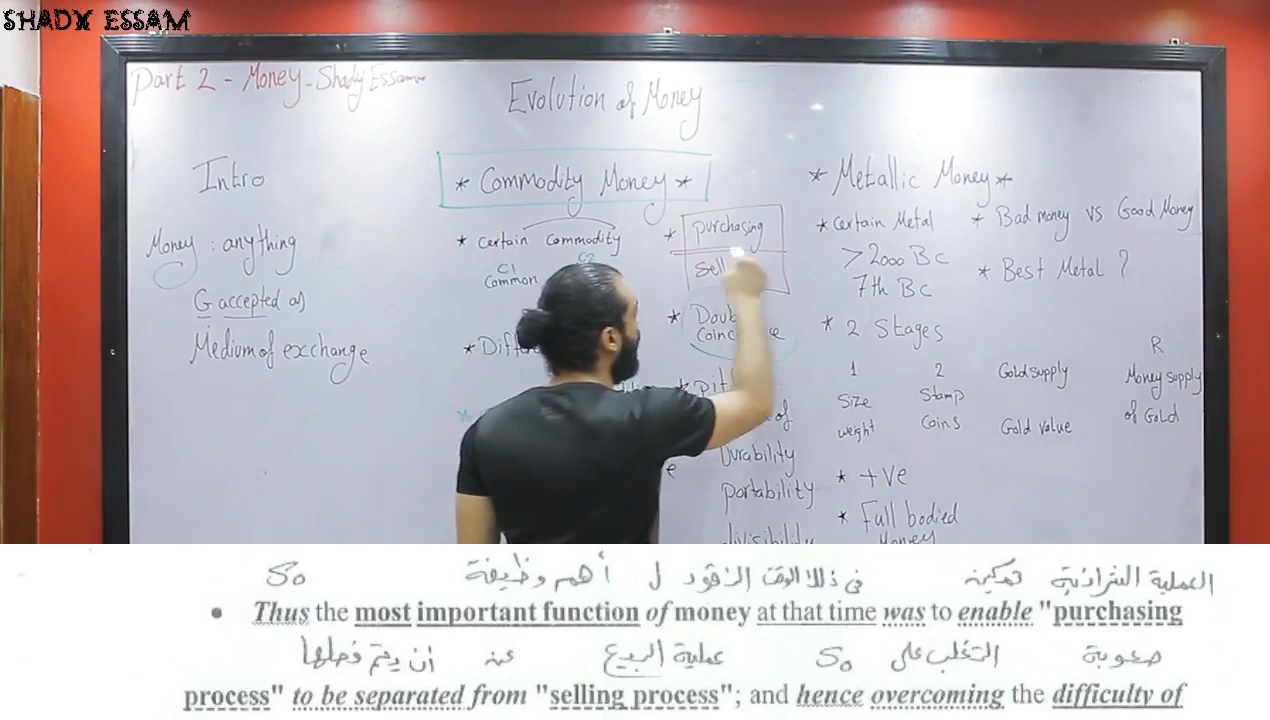 SHADY ESSAM
Part 2 - Money - Shady Essam
Evolution of Money
Intro
Money : anything
G accepted as
Medium of exchange
* Commodity Money *
* Certain Commodity
C1 C2
Common
* purchasing
Sell
*
* Metallic Money *
* Certain Metal
> 2000 BC
7th BC
* 2 Stages
1 2
Size Stamp
weight Coins
* +ve
* Full bodied
Money
* Bad money VS Good Money
* Best Metal ?
Gold supply
Gold value
R
Money supply
of Gold
of
Durability
portability
divisibility
So أهم وظيفة ل النقود فى ذلك الوقت تمكين العملية الشرائية
• Thus the most important function of money at that time was to enable "purchasing
أن يتم فصلها عن عملية البيع So التغلب على صعوبة
process" to be separated from "selling process"; and hence overcoming the difficulty of